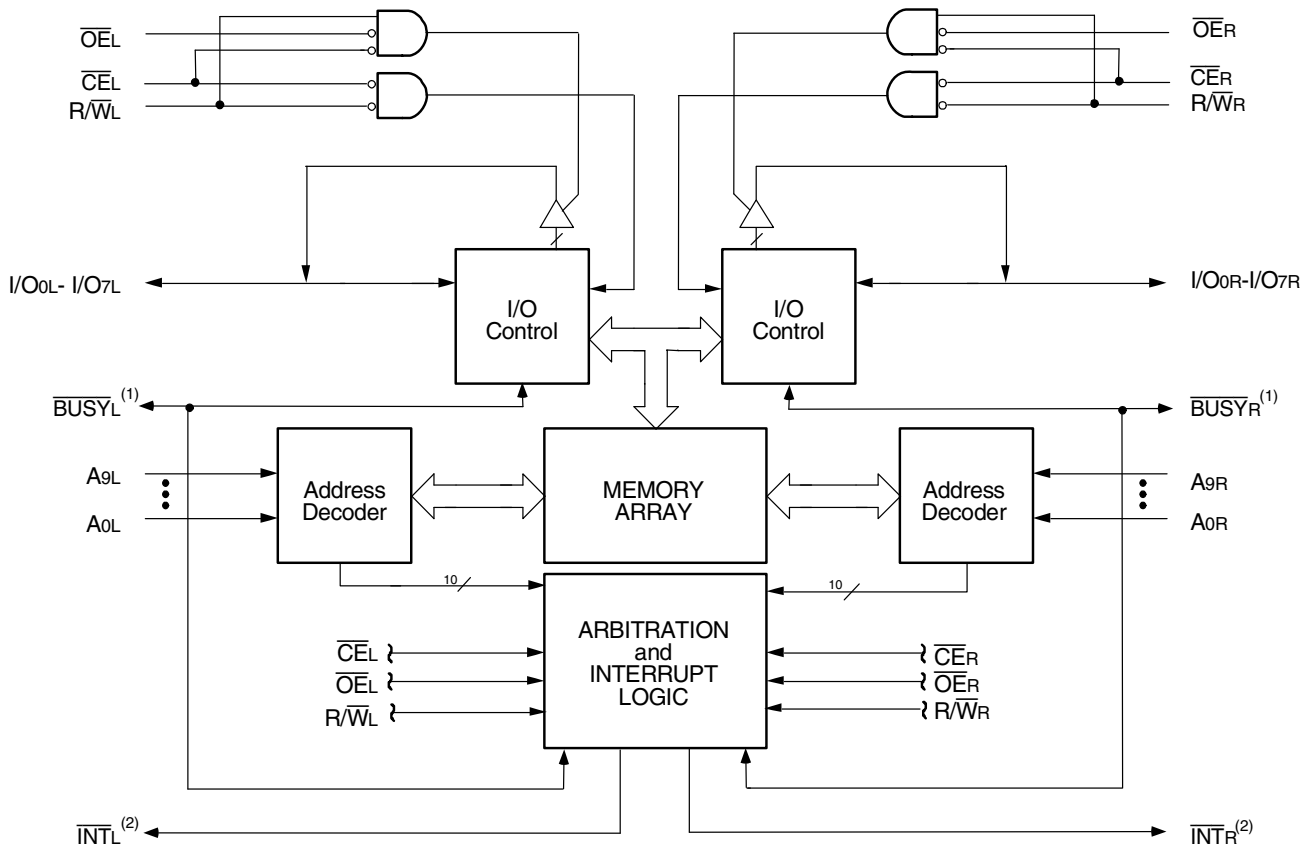 OEL
OER
CEL
CER
R/WL
R/WR
I/O0L- I/O7L
I/O
Control
I/O
Control
I/O0R-I/O7R
BUSYL(1)
BUSYR(1)
A9L
A0L
Address
Decoder
MEMORY
ARRAY
Address
Decoder
A9R
A0R
10
10
ARBITRATION
and
INTERRUPT
LOGIC
CEL
OEL
R/WL
CER
OER
R/WR
INTL(2)
INTR(2)